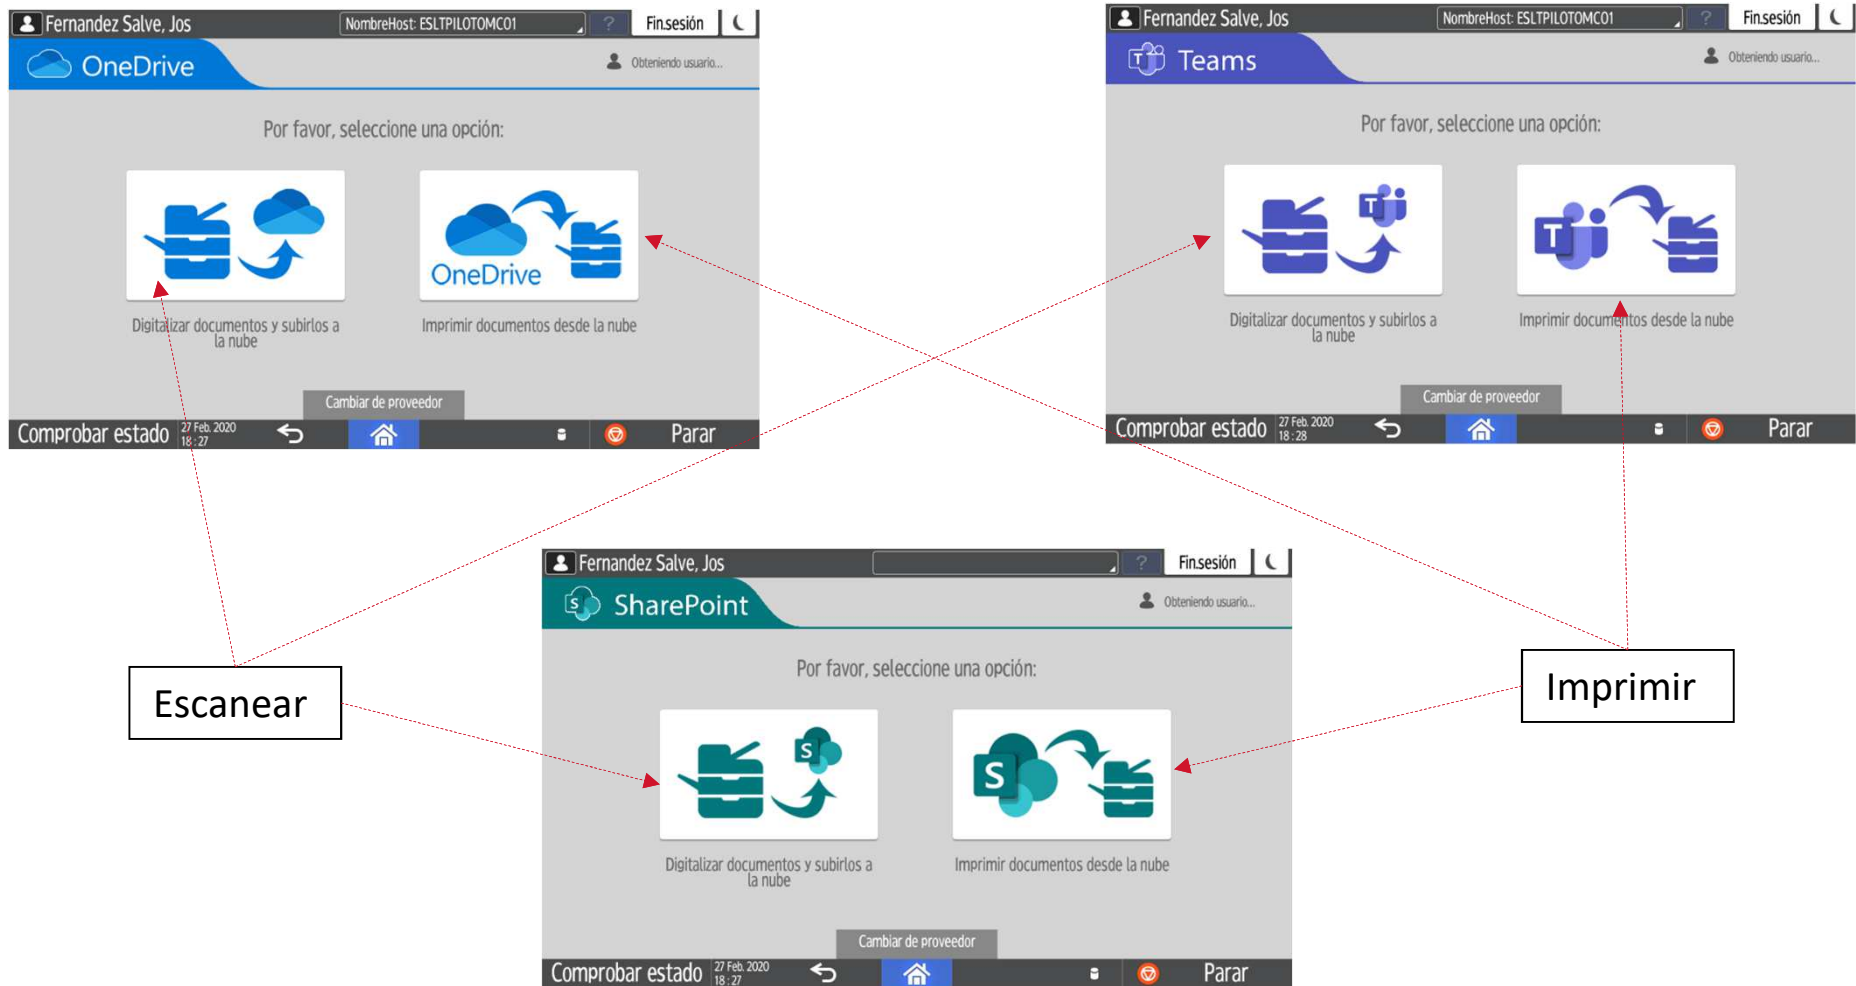 Fernandez Salve, Jos
NombreHost: ESLTPILOTOMC01
?
Fin.sesión
OneDrive
Obteniendo usuario...
Por favor, seleccione una opción:
OneDrive
Digitalizar documentos y subirlos a
la nube
Imprimir documentos desde la nube
Cambiar de proveedor
Comprobar estado
27 Feb. 2020
18:27
Parar
Fernandez Salve, Jos
NombreHost: ESLTPILOTOMC01
?
Fin.sesión
T
Teams
Obteniendo usuario...
Por favor, seleccione una opción:
T
T
Digitalizar documentos y subirlos a
la nube
Imprimir documentos desde la nube
Cambiar de proveedor
Comprobar estado
27 Feb. 2020
18:28
Parar
Escanear
Imprimir
Fernandez Salve, Jos
?
Fin.sesión
S
SharePoint
Obteniendo usuario...
Por favor, seleccione una opción:
S
S
Digitalizar documentos y subirlos a
la nube
Imprimir documentos desde la nube
Cambiar de proveedor
Comprobar estado
27 Feb. 2020
18:27
Parar